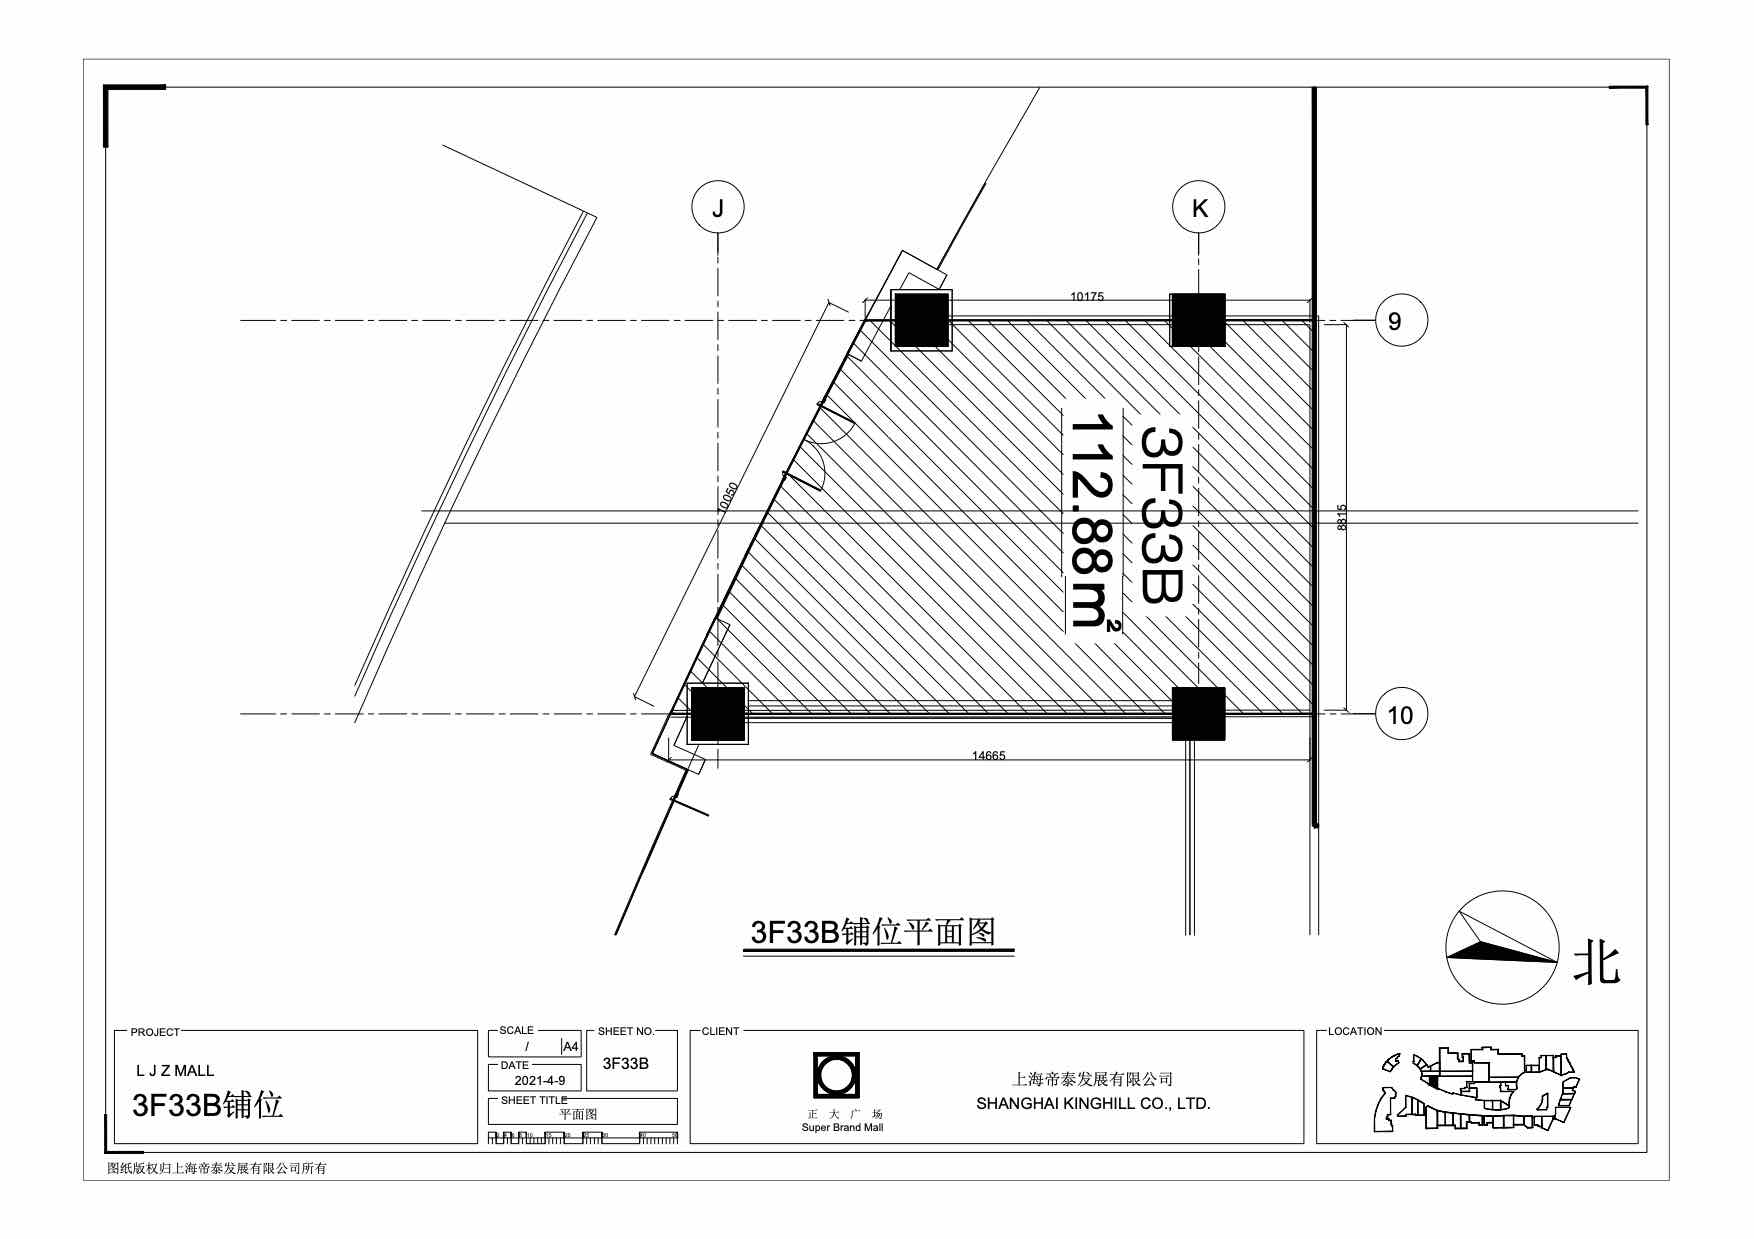 J
K
10175
9
3F33B
112.88㎡
10050
8815
10
14665
3F33B铺位平面图
北
PROJECT
L J Z MALL
3F33B铺位
SCALE
/
A4
DATE
2021-4-9
SHEET NO.
3F33B
SHEET TITLE
平面图
CLIENT
正大广场
Super Brand Mall
上海帝泰发展有限公司
SHANGHAI KINGHILL CO., LTD.
LOCATION
图纸版权归上海帝泰发展有限公司所有